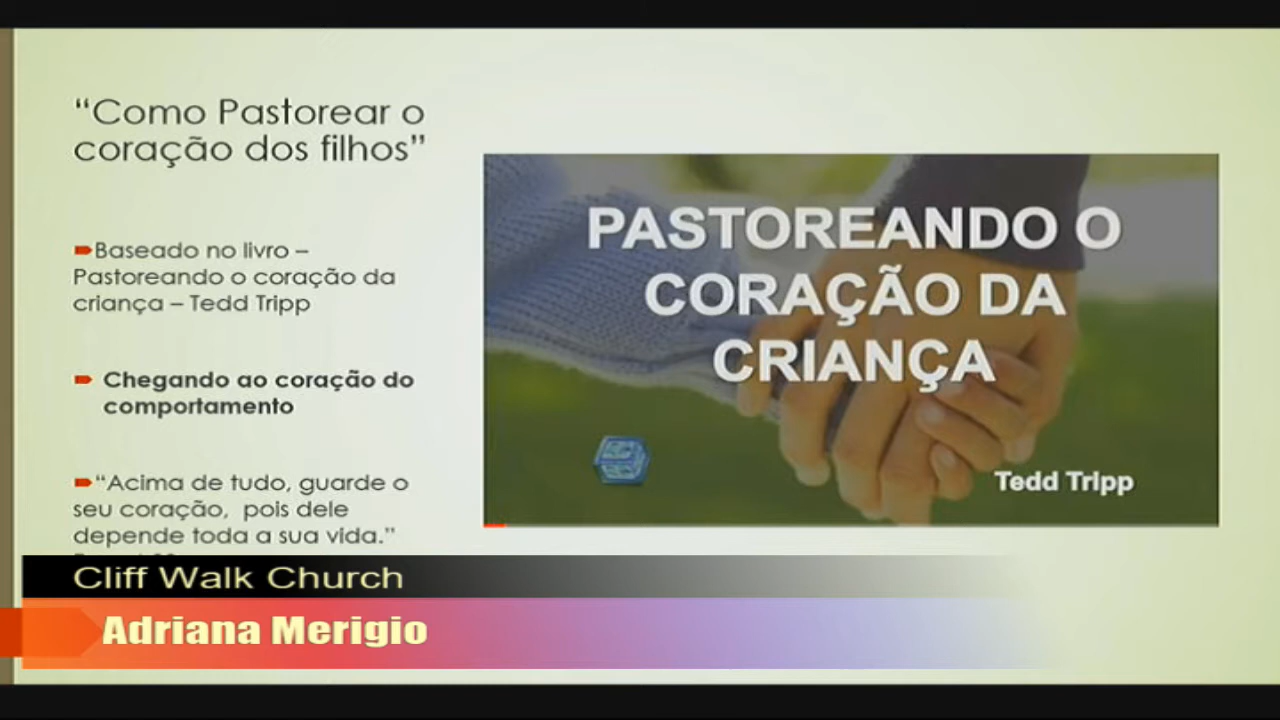 “Como Pastorear o
coração dos filhos”
Baseado no livro –
Pastoreando o coração da
criança – Tedd Tripp
Chegando ao coração do
comportamento
“Acima de tudo, guarde o
seu coração, pois dele
depende toda a sua vida.”
PASTOREANDO O
CORAÇÃO DA
CRIANÇA
Tedd Tripp
Cliff Walk Church
Adriana Merigio